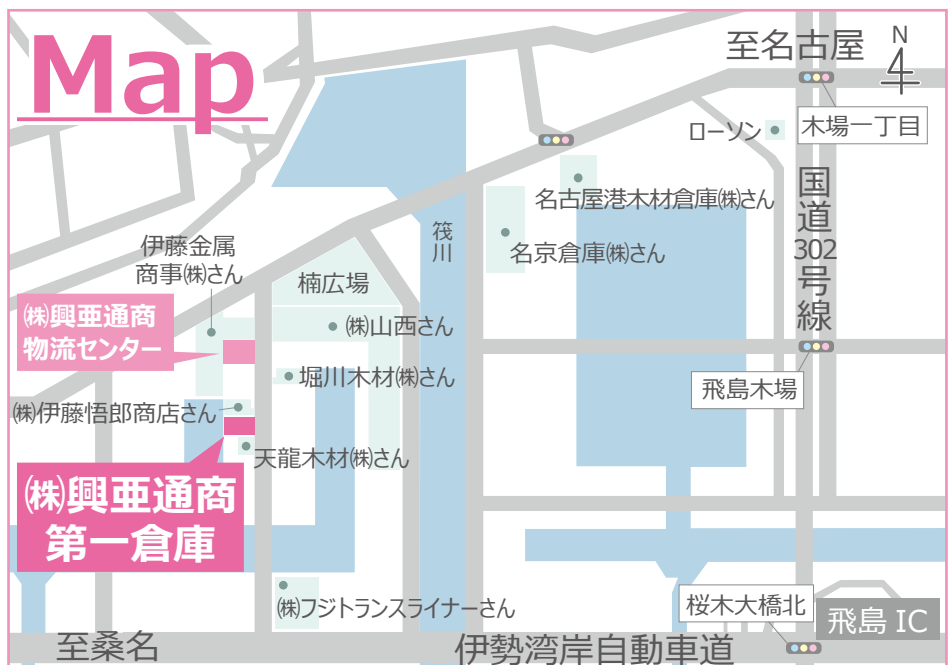 Map
至名古屋
N
木場一丁目
ローソン
国道
302
号線
名古屋港木材倉庫㈱さん
名京倉庫㈱さん
筏川
伊藤金属
商事㈱さん
楠広場
㈱興亜通商
物流センター
㈱山西さん
堀川木材㈱さん
飛島木場
㈱伊藤悟郎商店さん
天龍木材㈱さん
㈱興亜通商
第一倉庫
㈱フジトランスライナーさん
桜木大橋北
飛島 IC
至桑名
伊勢湾岸自動車道